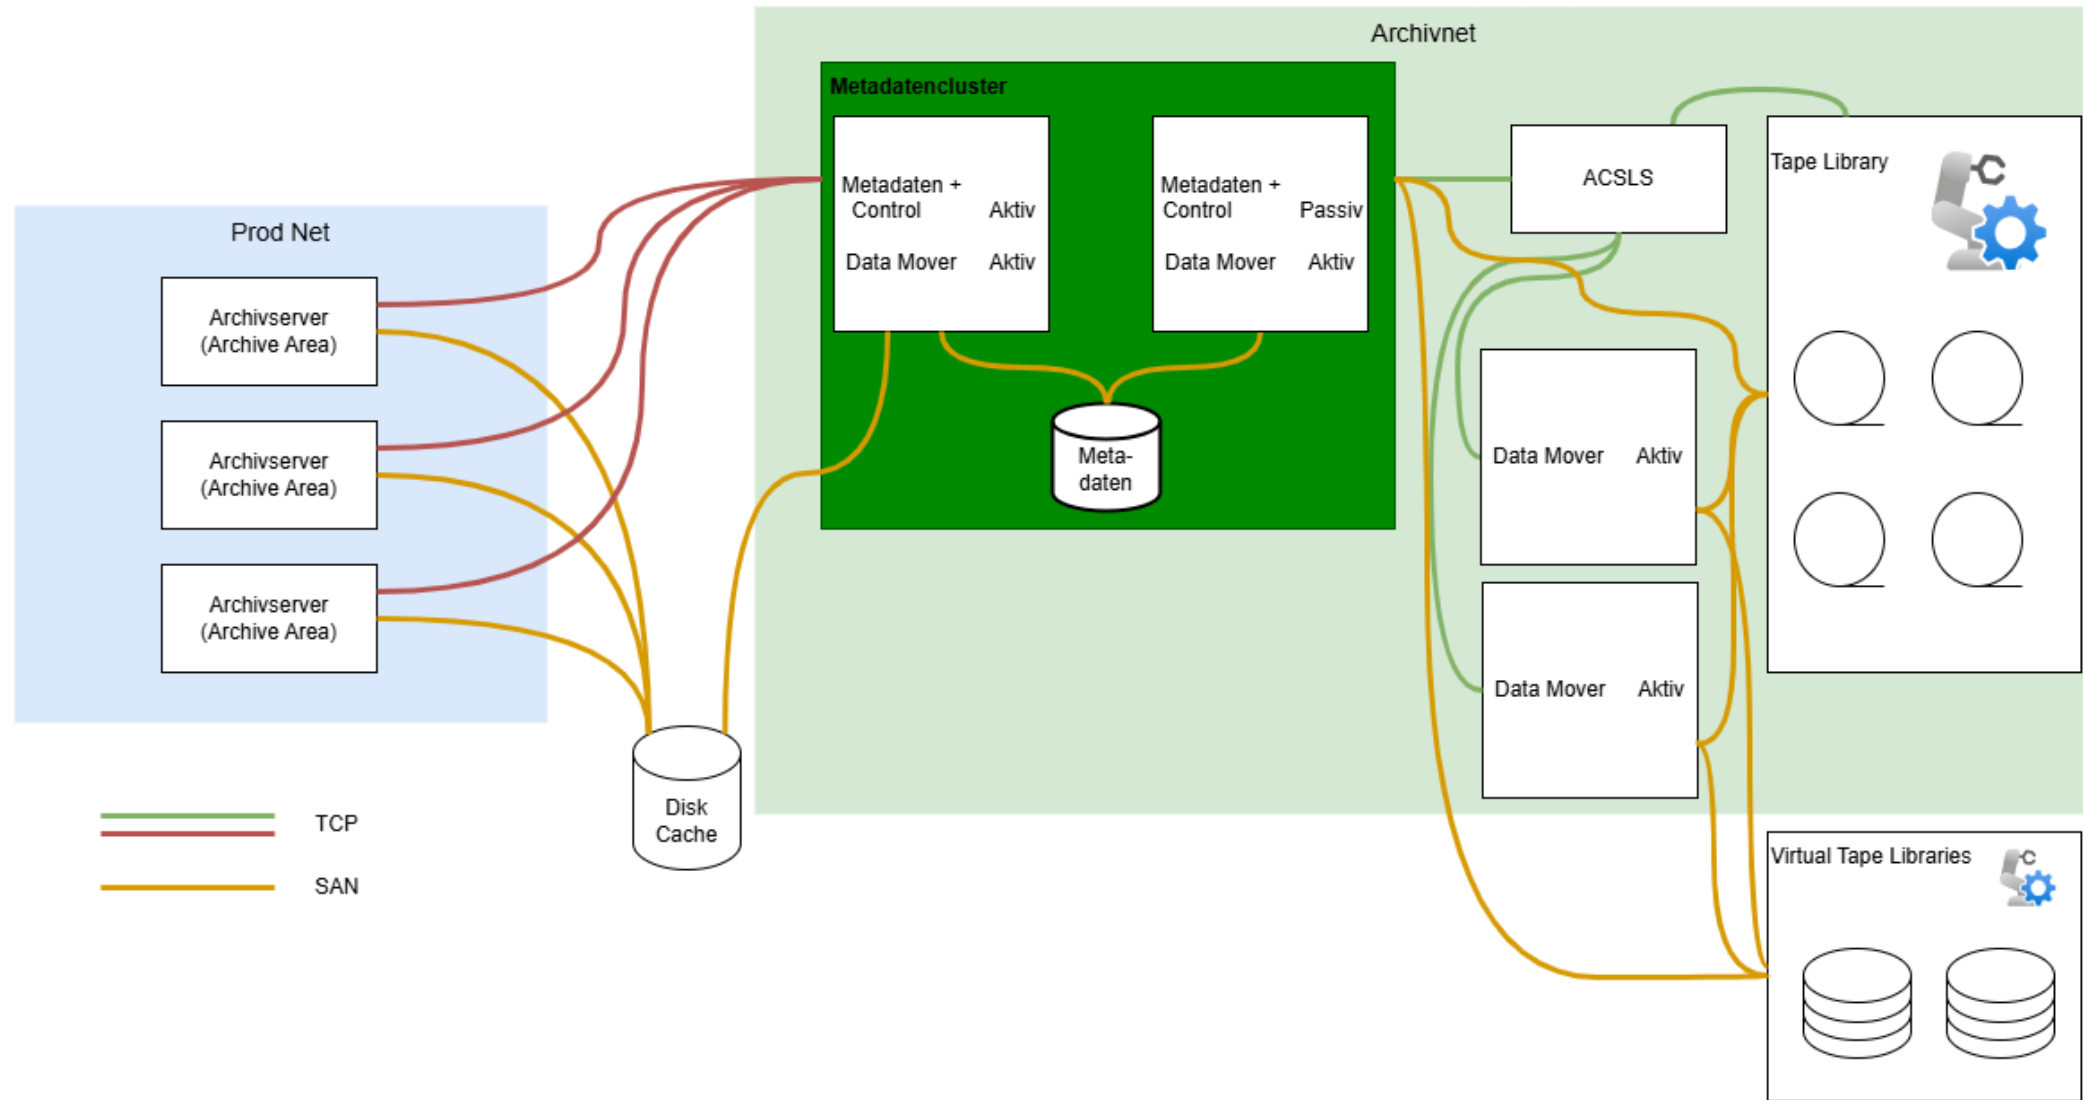 Archivnet
Metadatencluster
Metadaten +
Control Aktiv
Data Mover Aktiv
Metadaten +
Control Passiv
Data Mover Aktiv
Meta-
daten
ACSLS
Tape Library
Prod Net
Archivserver
(Archive Area)
Archivserver
(Archive Area)
Archivserver
(Archive Area)
Data Mover Aktiv
Data Mover Aktiv
Disk
Cache
TCP
SAN
Virtual Tape Libraries